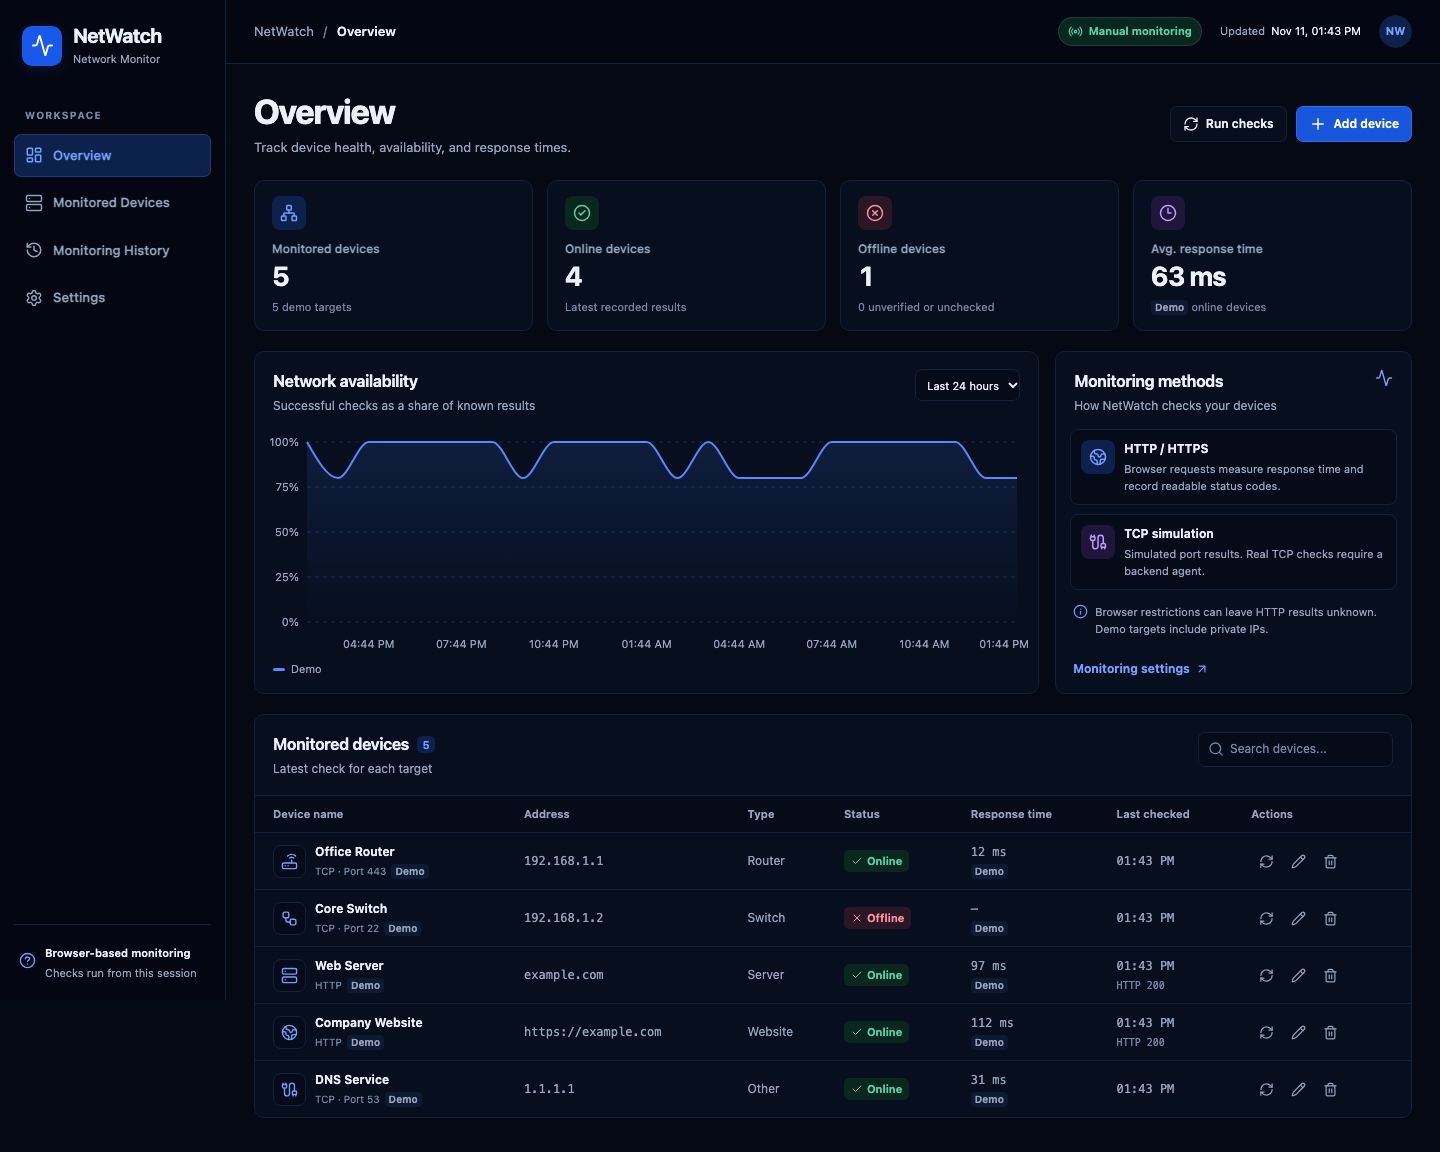 NetWatch
Network Monitor
WORKSPACE
Overview
Monitored Devices
Monitoring History
Settings
Browser-based monitoring
Checks run from this session
NetWatch / Overview
Manual monitoring
Updated Nov 11, 01:43 PM
NW
Overview
Track device health, availability, and response times.
Run checks
Add device
Monitored devices
5
5 demo targets
Online devices
4
Latest recorded results
Offline devices
1
0 unverified or unchecked
Avg. response time
63 ms
Demo online devices
Network availability
Successful checks as a share of known results
Last 24 hours
100%
75%
50%
25%
0%
04:44 PM 07:44 PM 10:44 PM 01:44 AM 04:44 AM 07:44 AM 10:44 AM 01:44 PM
Demo
Monitoring methods
How NetWatch checks your devices
HTTP / HTTPS
Browser requests measure response time and
record readable status codes.
TCP simulation
Simulated port results. Real TCP checks require a
backend agent.
Browser restrictions can leave HTTP results unknown.
Demo targets include private IPs.
Monitoring settings
Monitored devices 5
Latest check for each target
Search devices...
Device name Address Type Status Response time Last checked Actions
Office Router
TCP · Port 443 Demo
192.168.1.1
Router
Online
12 ms
Demo
01:43 PM
Core Switch
TCP · Port 22 Demo
192.168.1.2
Switch
Offline
—
Demo
01:43 PM
Web Server
HTTP Demo
example.com
Server
Online
97 ms
Demo
01:43 PM
HTTP 200
Company Website
HTTP Demo
https://example.com
Website
Online
112 ms
Demo
01:43 PM
HTTP 200
DNS Service
TCP · Port 53 Demo
1.1.1.1
Other
Online
31 ms
Demo
01:43 PM